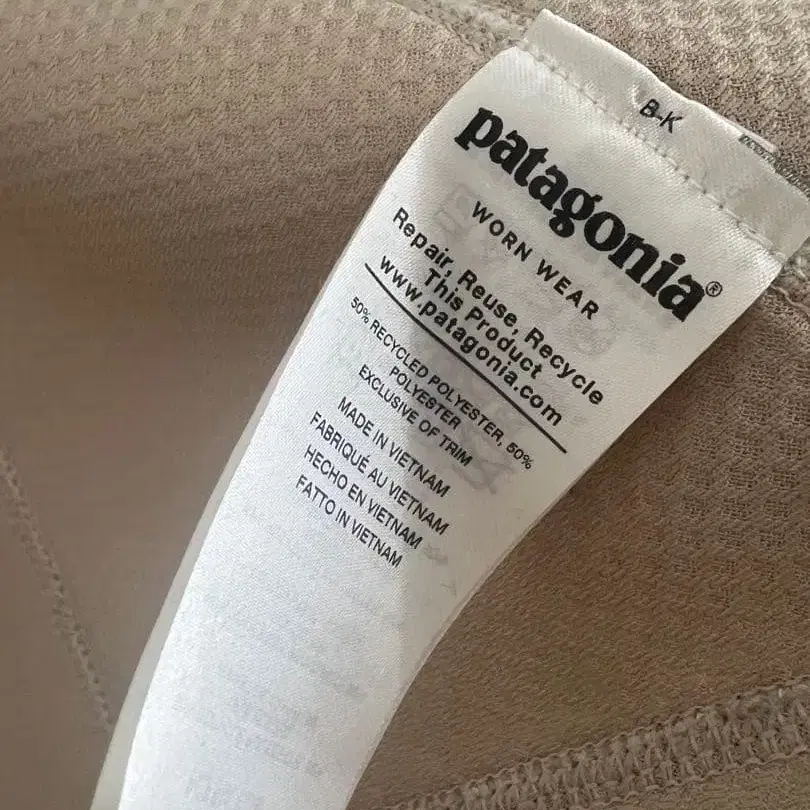 B-K
patagonia®
WORN WEAR
Repair, Reuse, Recycle
This Product
www.patagonia.com
50% RECYCLED POLYESTER, 50%
POLYESTER
EXCLUSIVE OF TRIM
MADE IN VIETNAM
FABRIQUÉ AU VIETNAM
HECHO EN VIETNAM
FATTO IN VIETNAM